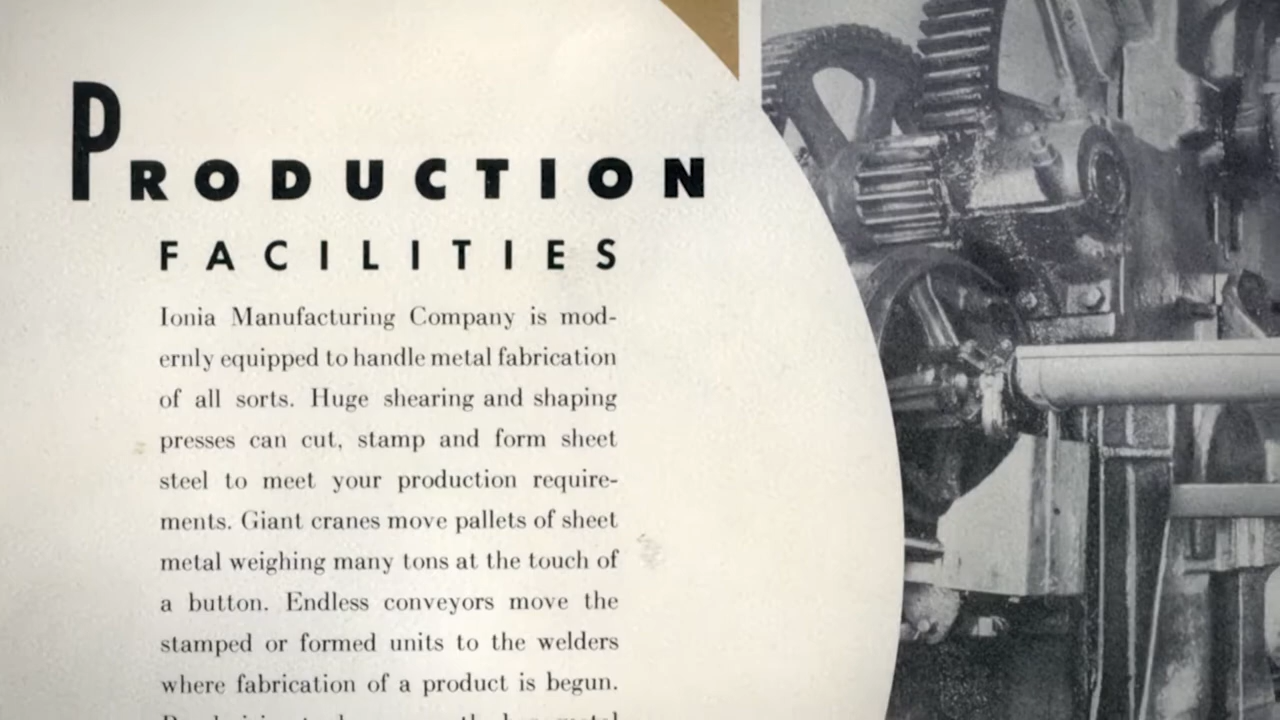 PRODUCTION
FACILITIES
Ionia Manufacturing Company is mod-
ernly equipped to handle metal fabrication
of all sorts. Huge shearing and shaping
presses can cut, stamp and form sheet
steel to meet your production require-
ments. Giant cranes move pallets of sheet
metal weighing many tons at the touch of
a button. Endless conveyors move the
stamped or formed units to the welders
where fabrication of a product is begun.
metal